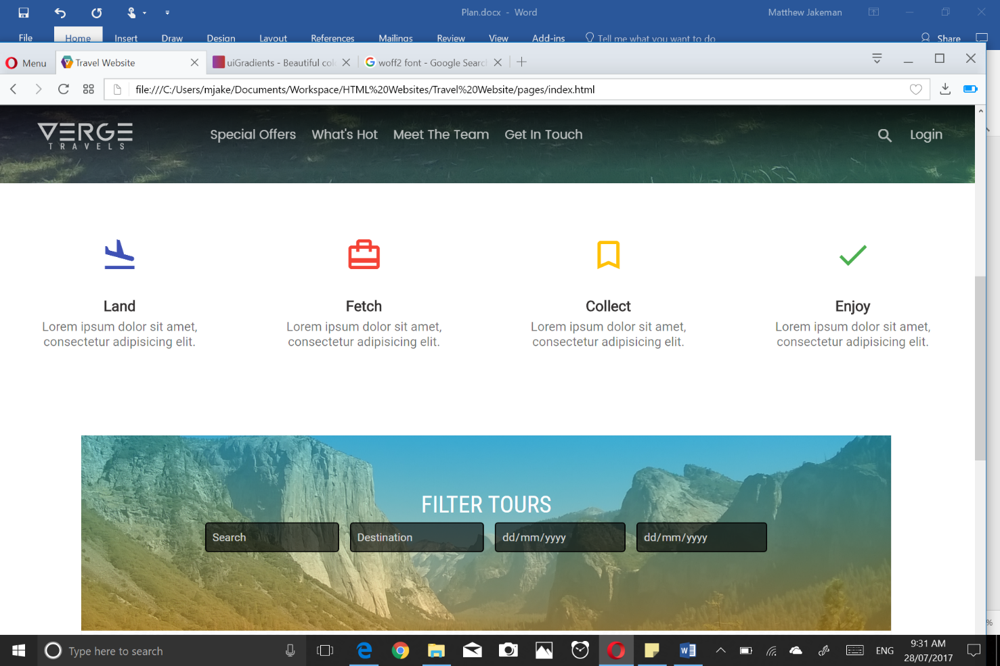 Plan.docx - Word
Matthew Jakeman
File Home Insert Draw Design Layout References Mailings Review View Add-ins Tell me what you want to do Share
Menu Travel Website uiGradients - Beautiful col woff2 font - Google Search
file:///C:/Users/mjake/Documents/Workspace/HTML%20Websites/Travel%20Website/pages/index.html
VERGE
TRAVELS
Special Offers What's Hot Meet The Team Get In Touch Login
Land
Lorem ipsum dolor sit amet,
consectetur adipisicing elit.
Fetch
Lorem ipsum dolor sit amet,
consectetur adipisicing elit.
Collect
Lorem ipsum dolor sit amet,
consectetur adipisicing elit.
Enjoy
Lorem ipsum dolor sit amet,
consectetur adipisicing elit.
FILTER TOURS
Search Destination dd/mm/yyyy dd/mm/yyyy
%
Type here to search
ENG
9:31 AM
28/07/2017